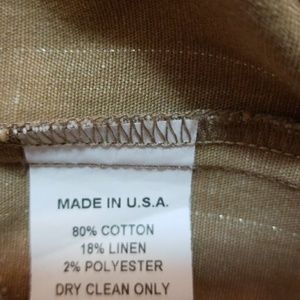 MADE IN U.S.A.
80% COTTON
18% LINEN
2% POLYESTER
DRY CLEAN ONLY